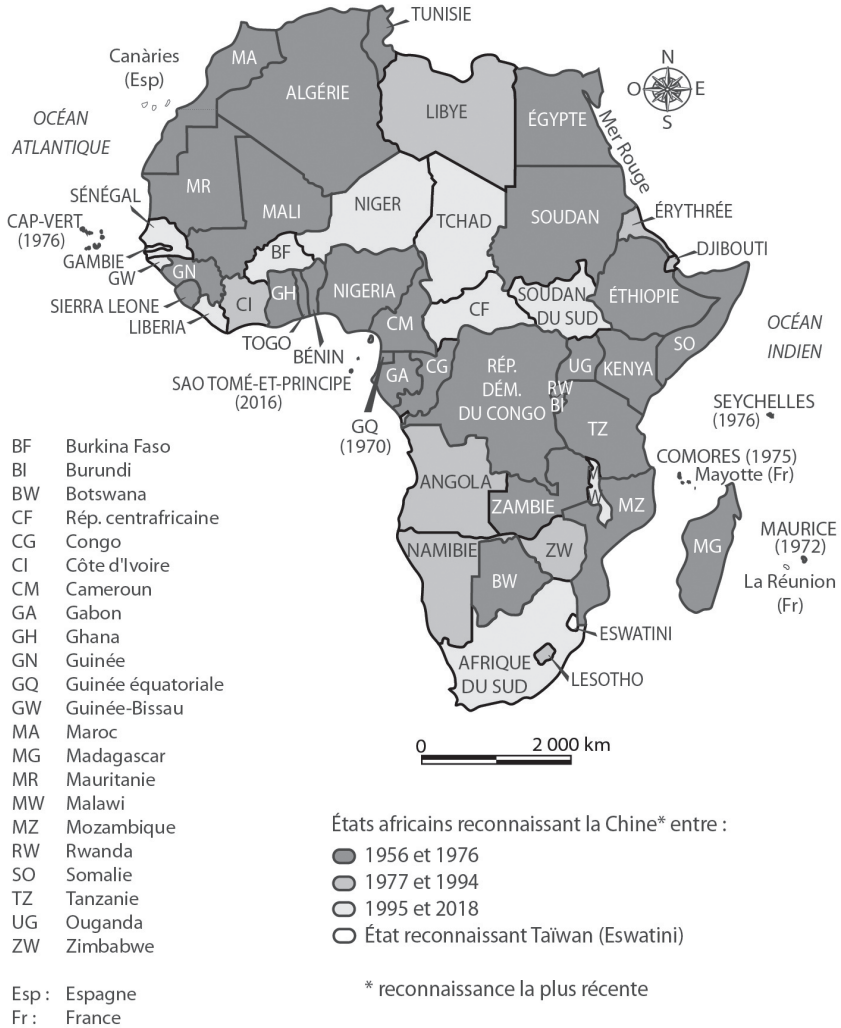 TUNISIE
Canàries
(Esp)
MA
ALGÉRIE
LIBYE
ÉGYPTE
N
O
E
S
OCÉAN
ATLANTIQUE
Mer Rouge
MR
MALI
NIGER
TCHAD
SOUDAN
ÉRYTHRÉE
SÉNÉGAL
CAP-VERT
(1976)
GAMBIE
GW
GN
BF
DJIBOUTI
SIERRA LEONE
LIBERIA
CI
GH
NIGERIA
CF
SOUDAN
DU SUD
ÉTHIOPIE
TOGO
BÉNIN
CM
SO
OCÉAN
INDIEN
SAO TOMÉ-ET-PRINCIPE
(2016)
GA
CG
RÉP.
DÉM.
DU CONGO
UG
KENYA
RW
BI
GQ
(1970)
TZ
SEYCHELLES
(1976)
COMORES (1975)
Mayotte (Fr)
ANGOLA
ZAMBIE
M
W
MZ
MG
MAURICE
(1972)
La Réunion
(Fr)
NAMIBIE
ZW
BW
ESWATINI
AFRIQUE
DU SUD
LESOTHO
0 2 000 km
BF Burkina Faso
BI Burundi
BW Botswana
CF Rép. centrafricaine
CG Congo
CI Côte d'Ivoire
CM Cameroun
GA Gabon
GH Ghana
GN Guinée
GQ Guinée équatoriale
GW Guinée-Bissau
MA Maroc
MG Madagascar
MR Mauritanie
MW Malawi
MZ Mozambique
RW Rwanda
SO Somalie
TZ Tanzanie
UG Ouganda
ZW Zimbabwe
Esp : Espagne
Fr : France
États africains reconnaissant la Chine* entre :
1956 et 1976
1977 et 1994
1995 et 2018
État reconnaissant Taïwan (Eswatini)
* reconnaissance la plus récente